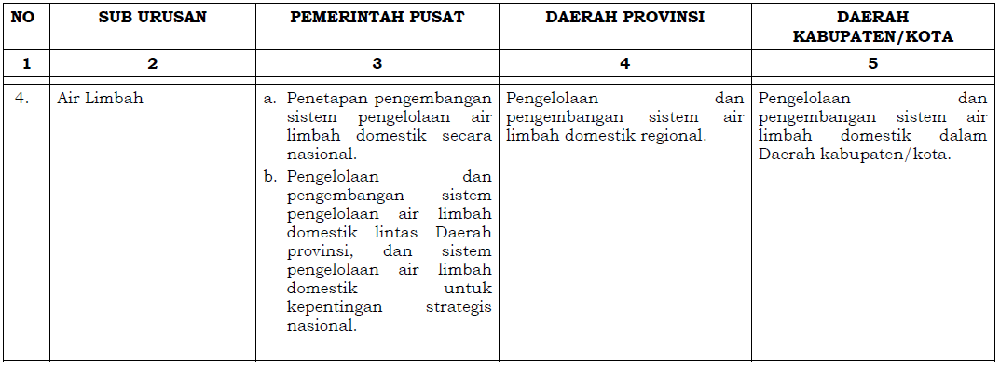 NO SUB URUSAN PEMERINTAH PUSAT DAERAH PROVINSI DAERAH
KABUPATEN/KOTA
1 2 3 4 5
4. Air Limbah
a. Penetapan pengembangan
sistem pengelolaan air
limbah domestik secara
nasional.
b. Pengelolaan dan
pengembangan sistem
pengelolaan air limbah
domestik lintas Daerah
provinsi, dan sistem
pengelolaan air limbah
domestik untuk
kepentingan strategis
nasional.
Pengelolaan dan
pengembangan sistem air
limbah domestik regional.
Pengelolaan dan
pengembangan sistem air
limbah domestik dalam
Daerah kabupaten/kota.